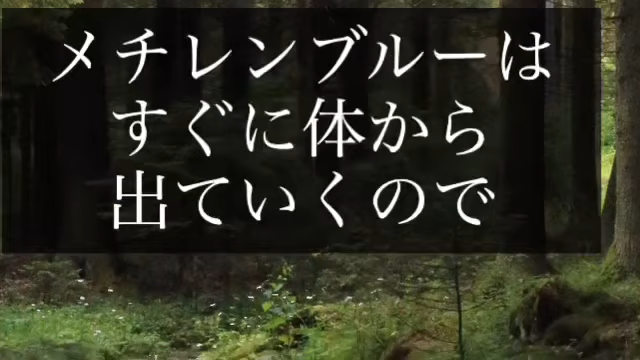 メチレンブルーは
すぐに体から
出ていくので